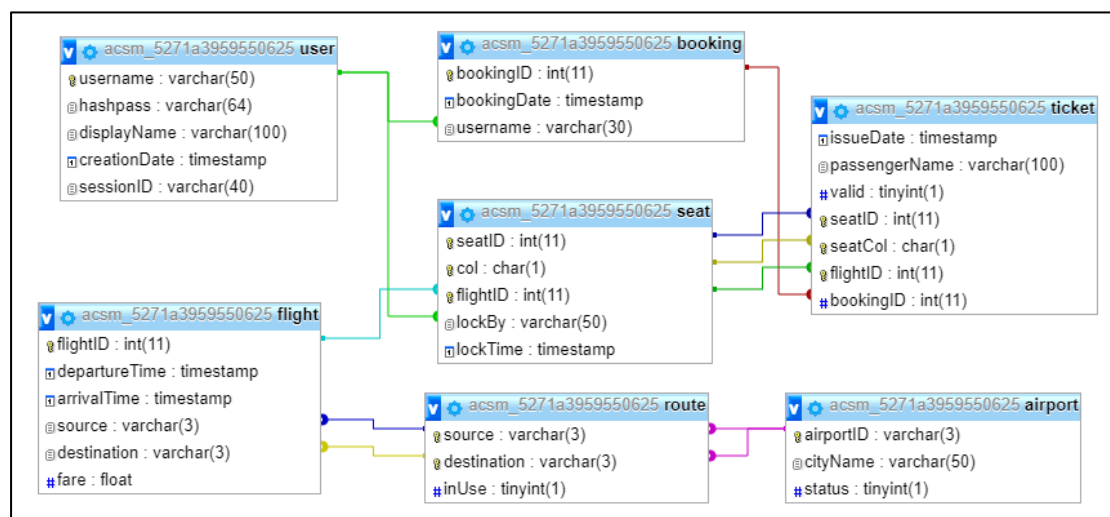 acsm_5271a3959550625 user
username : varchar(50)
hashpass : varchar(64)
displayName : varchar(100)
creationDate : timestamp
sessionID : varchar(40)
acsm_5271a3959550625 booking
bookingID : int(11)
bookingDate : timestamp
username : varchar(30)
acsm_5271a3959550625 ticket
issueDate : timestamp
passengerName : varchar(100)
# valid : tinyint(1)
seatID : int(11)
seatCol : char(1)
flightID : int(11)
# bookingID : int(11)
acsm_5271a3959550625 seat
seatID : int(11)
col : char(1)
flightID : int(11)
lockBy : varchar(50)
lockTime : timestamp
acsm_5271a3959550625 flight
flightID : int(11)
departureTime : timestamp
arrivalTime : timestamp
source : varchar(3)
destination : varchar(3)
# fare : float
acsm_5271a3959550625 route
source : varchar(3)
destination : varchar(3)
# inUse : tinyint(1)
acsm_5271a3959550625 airport
airportID : varchar(3)
cityName : varchar(50)
# status : tinyint(1)